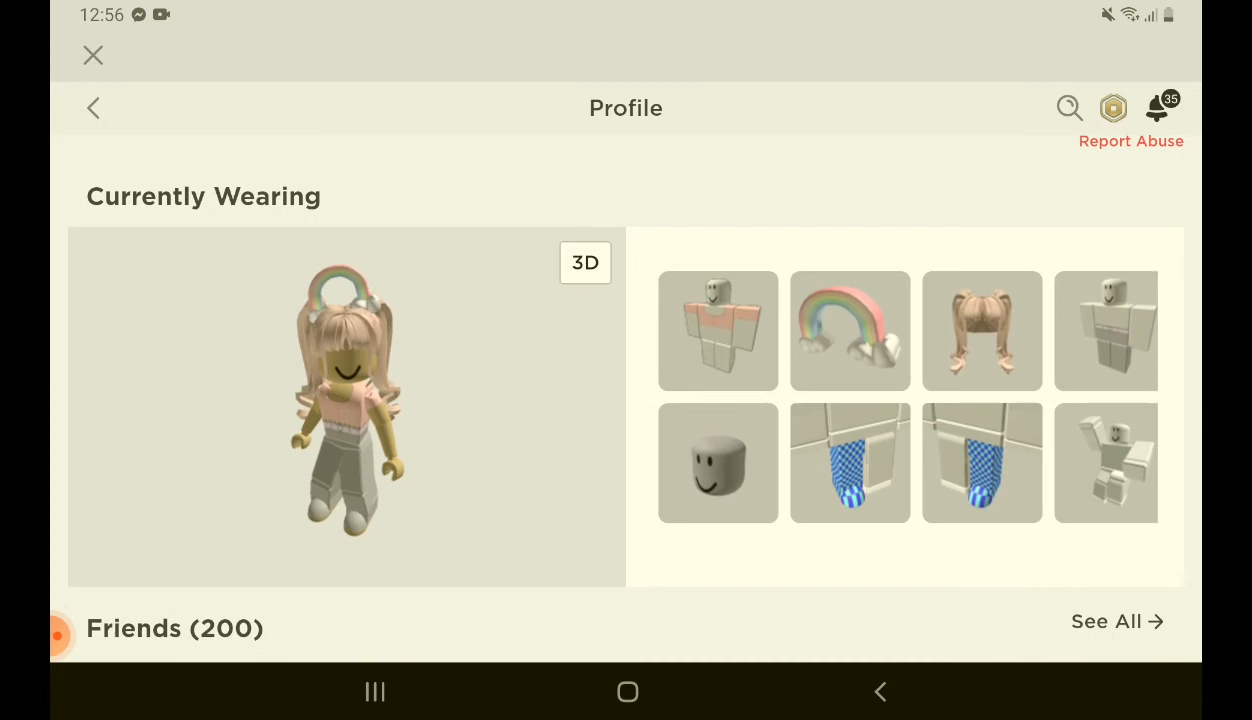 12:56
Profile
35
Report Abuse
Currently Wearing
3D
Friends (200)
See All →